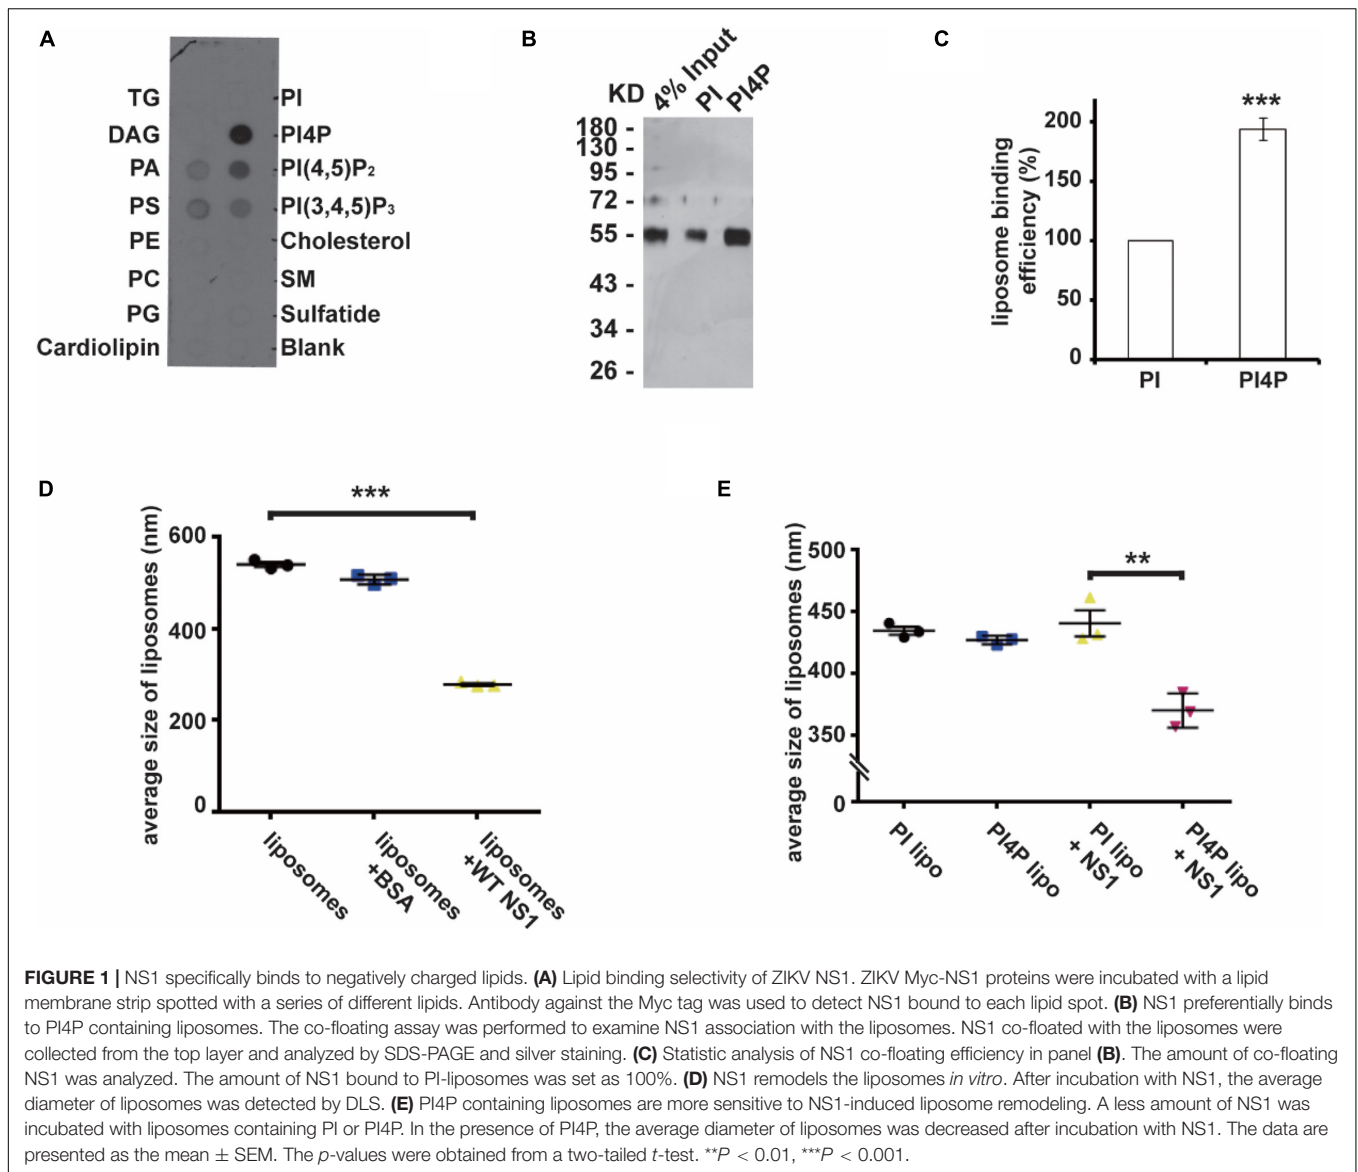 A
TG
DAG
PA
PS
PE
PC
PG
Cardiolipin
PI
PI4P
PI(4,5)P2
PI(3,4,5)P3
Cholesterol
SM
Sulfatide
Blank
B
KD 4% Input PI PI4P
180 -
130 -
95 -
72 -
55 -
43 -
34 -
26 -
C
liposome binding
efficiency (%)
200
150
100
50
0
***
PI PI4P
D
average size of liposomes (nm)
600
400
200
0
***
liposomes
liposomes
+BSA
liposomes
+WT NS1
E
average size of liposomes (nm)
500
450
400
350
0
**
PI lipo
PI4P lipo
PI lipo
+ NS1
PI4P lipo
+ NS1
FIGURE 1 | NS1 specifically binds to negatively charged lipids. (A) Lipid binding selectivity of ZIKV NS1. ZIKV Myc-NS1 proteins were incubated with a lipid
membrane strip spotted with a series of different lipids. Antibody against the Myc tag was used to detect NS1 bound to each lipid spot. (B) NS1 preferentially binds
to PI4P containing liposomes. The co-floating assay was performed to examine NS1 association with the liposomes. NS1 co-floated with the liposomes were
collected from the top layer and analyzed by SDS-PAGE and silver staining. (C) Statistic analysis of NS1 co-floating efficiency in panel (B). The amount of co-floating
NS1 was analyzed. The amount of NS1 bound to PI-liposomes was set as 100%. (D) NS1 remodels the liposomes in vitro. After incubation with NS1, the average
diameter of liposomes was detected by DLS. (E) PI4P containing liposomes are more sensitive to NS1-induced liposome remodeling. A less amount of NS1 was
incubated with liposomes containing PI or PI4P. In the presence of PI4P, the average diameter of liposomes was decreased after incubation with NS1. The data are
presented as the mean ± SEM. The p-values were obtained from a two-tailed t-test. **P < 0.01, ***P < 0.001.